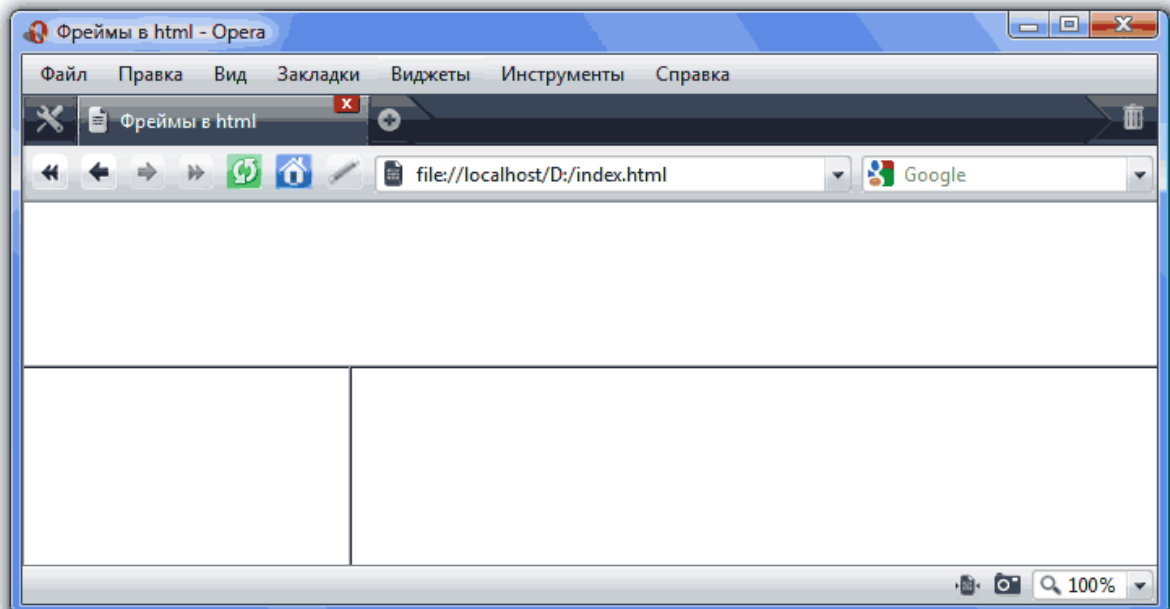 Фреймы в html - Opera
Файл Правка Вид Закладки Виджеты Инструменты Справка
Фреймы в html
file://localhost/D:/index.html Google
100%